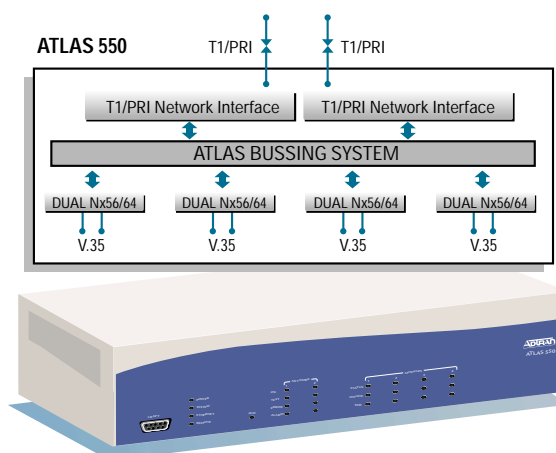 ATLAS 550
T1/PRI T1/PRI
T1/PRI Network Interface T1/PRI Network Interface
ATLAS BUSSING SYSTEM
DUAL Nx56/64 DUAL Nx56/64 DUAL Nx56/64 DUAL Nx56/64
V.35 V.35 V.35 V.35
ADTRAN
ATLAS 550